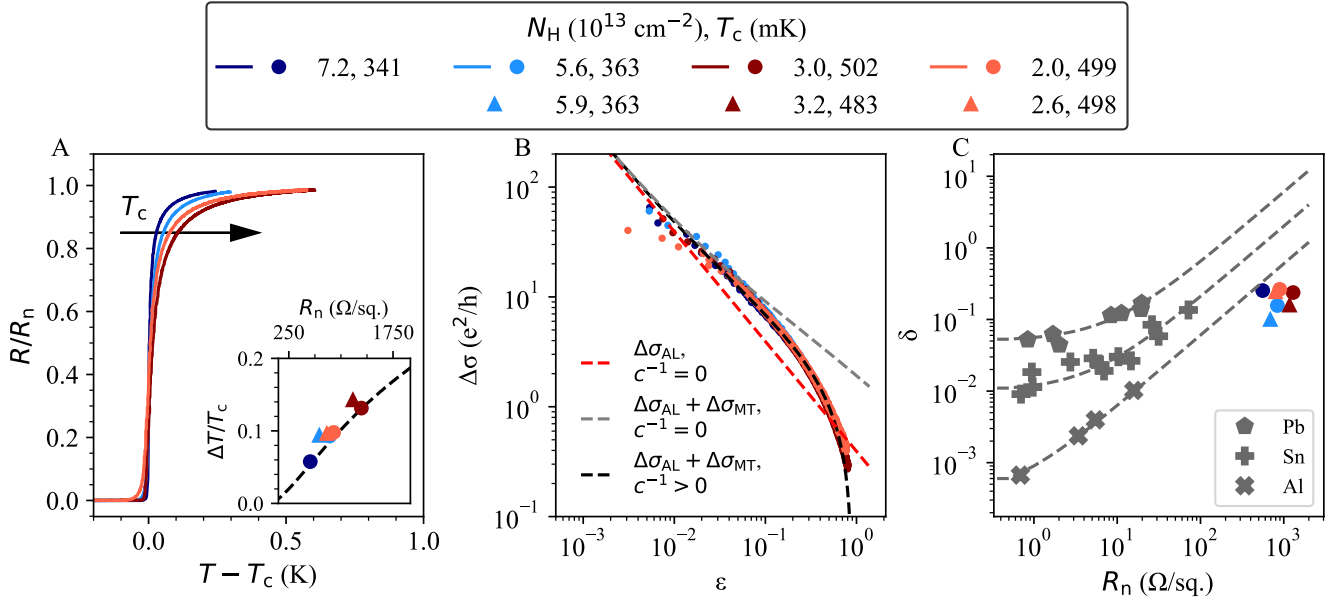 N_H (10^13 cm^−2), T_c (mK)
7.2, 341
5.6, 363
3.0, 502
2.0, 499
5.9, 363
3.2, 483
2.6, 498
A
B
C
R/R_n
1.0
0.8
0.6
0.4
0.2
0.0
T_c
R_n (Ω/sq.)
2250
1750
ΔT/T_c
0.2
0.1
0.0
0.0
0.5
1.0
T − T_c (K)
Δσ (e^2/h)
10^2
10^1
10^0
10^−1
Δσ_AL,
c^−1 = 0
Δσ_AL + Δσ_MT,
c^−1 = 0
Δσ_AL + Δσ_MT,
c^−1 > 0
10^−3
10^−2
10^−1
10^0
ε
δ
10^1
10^0
10^−1
10^−2
10^−3
Pb
Sn
Al
10^0
10^1
10^2
10^3
R_n (Ω/sq.)